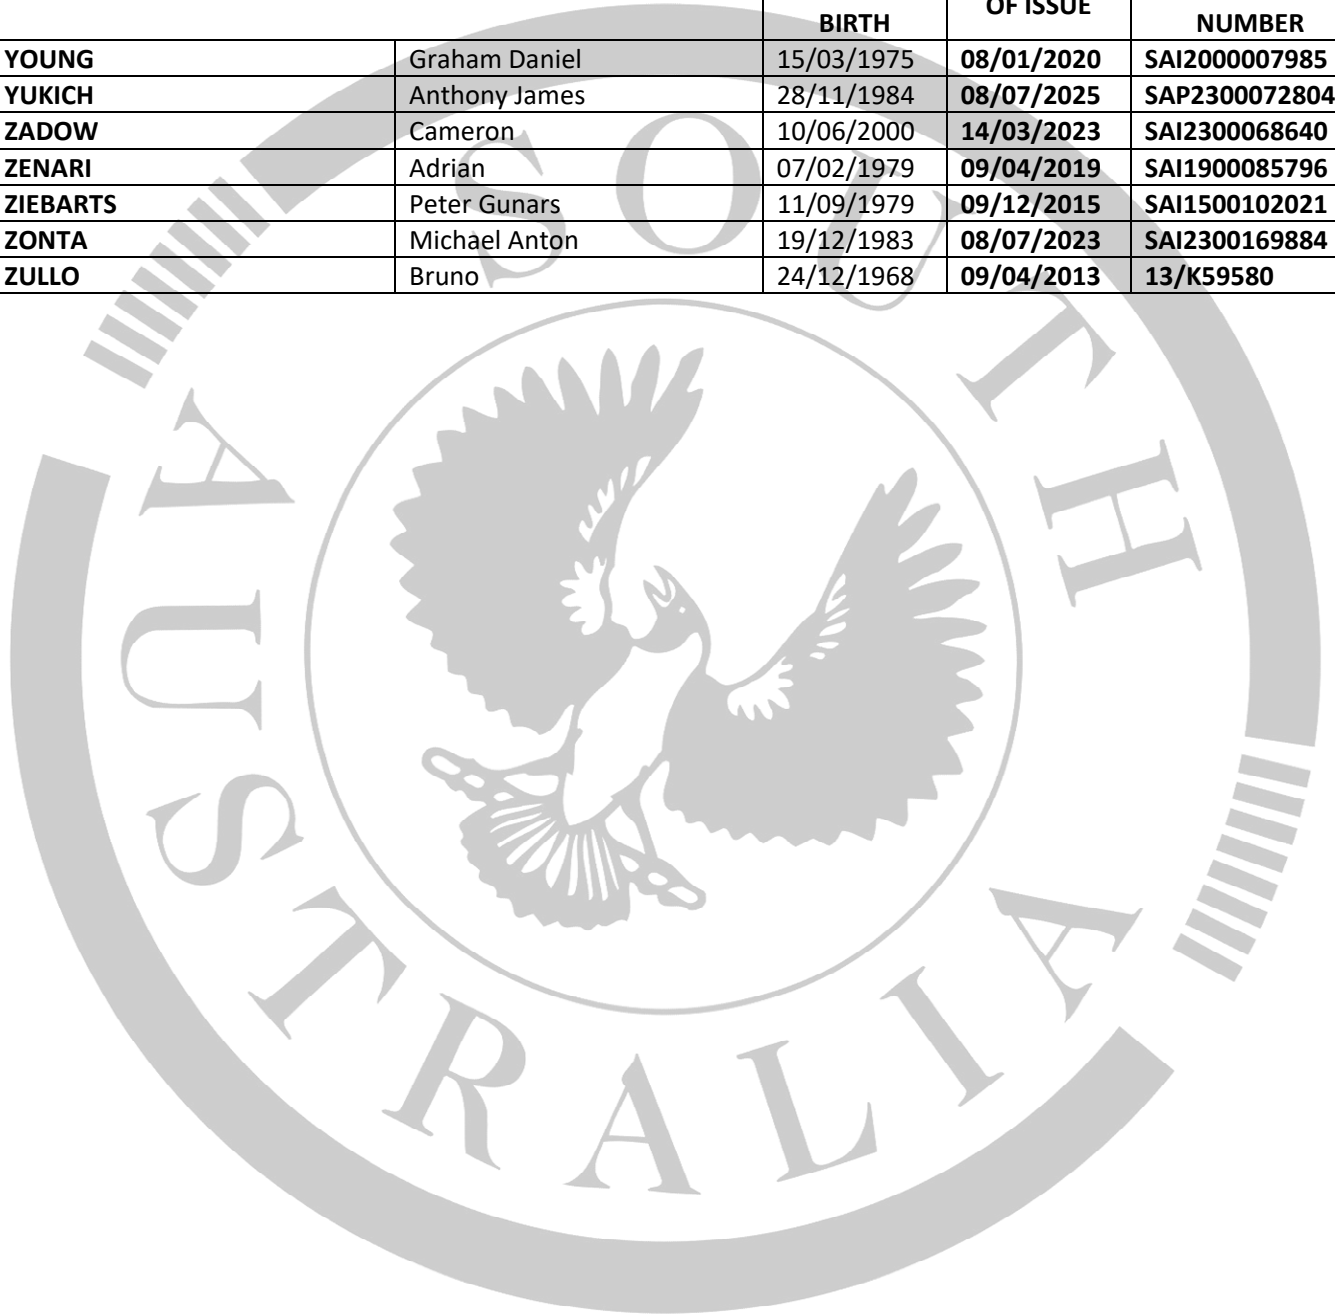 BIRTH OF ISSUE NUMBER
YOUNG Graham Daniel 15/03/1975 08/01/2020 SAI2000007985
YUKICH Anthony James 28/11/1984 08/07/2025 SAP2300072804
ZADOW Cameron 10/06/2000 14/03/2023 SAI2300068640
ZENARI Adrian 07/02/1979 09/04/2019 SAI1900085796
ZIEBARTS Peter Gunars 11/09/1979 09/12/2015 SAI1500102021
ZONTA Michael Anton 19/12/1983 08/07/2023 SAI2300169884
ZULLO Bruno 24/12/1968 09/04/2013 13/K59580
SOUTH AUSTRALIA